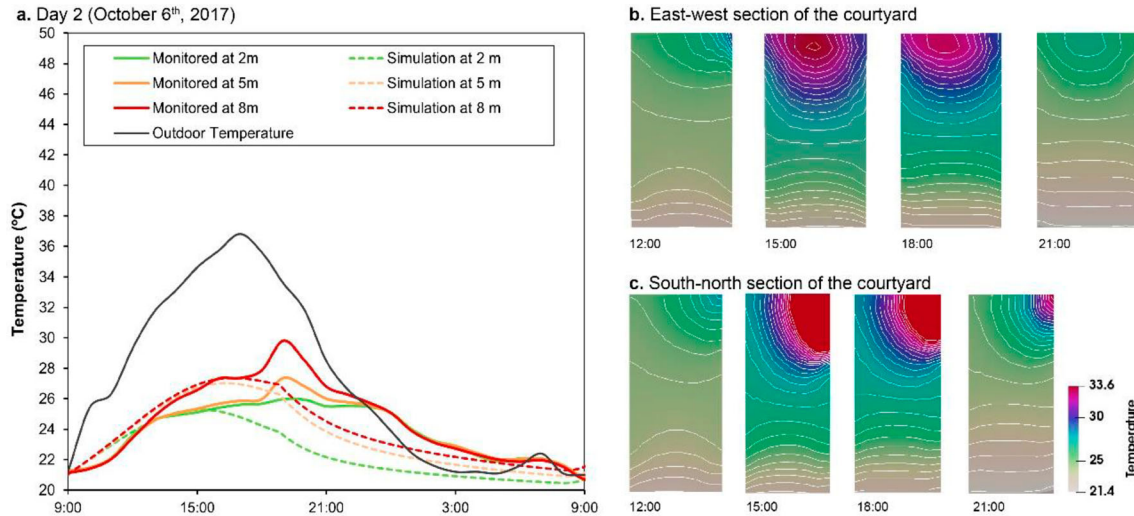 a. Day 2 (October 6th, 2017)
50
48
46
44
42
40
38
36
34
32
30
28
26
24
22
20
Temperature (ºC)
Monitored at 2m
Simulation at 2 m
Monitored at 5m
Simulation at 5 m
Monitored at 8m
Simulation at 8 m
Outdoor Temperature
9:00 15:00 21:00 3:00 9:00
b. East-west section of the courtyard
12:00 15:00 18:00 21:00
c. South-north section of the courtyard
12:00 15:00 18:00 21:00
33.6
30
25
21.4
Temperature